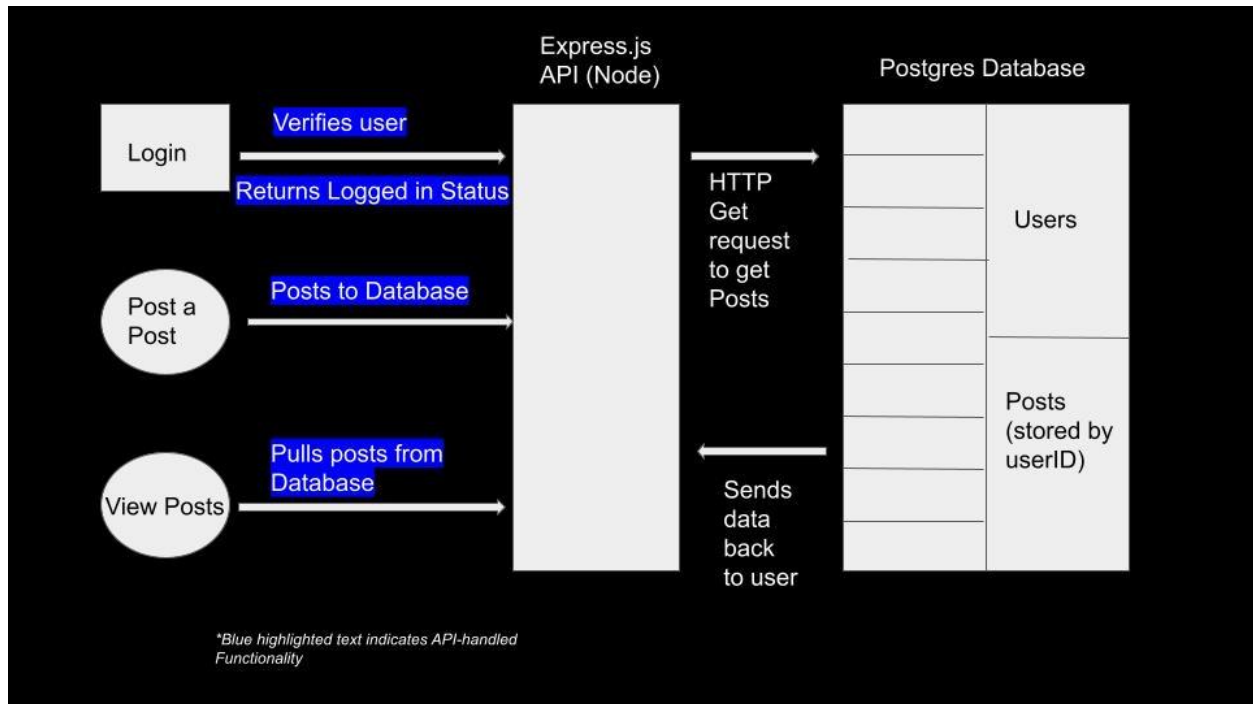 Express.js
API (Node)
Postgres Database
Login
Verifies user
Returns Logged in Status
HTTP
Get
request
to get
Posts
Users
Post a
Post
Posts to Database
View Posts
Pulls posts from
Database
Sends
data
back
to user
Posts
(stored by
userID)
*Blue highlighted text indicates API-handled
Functionality